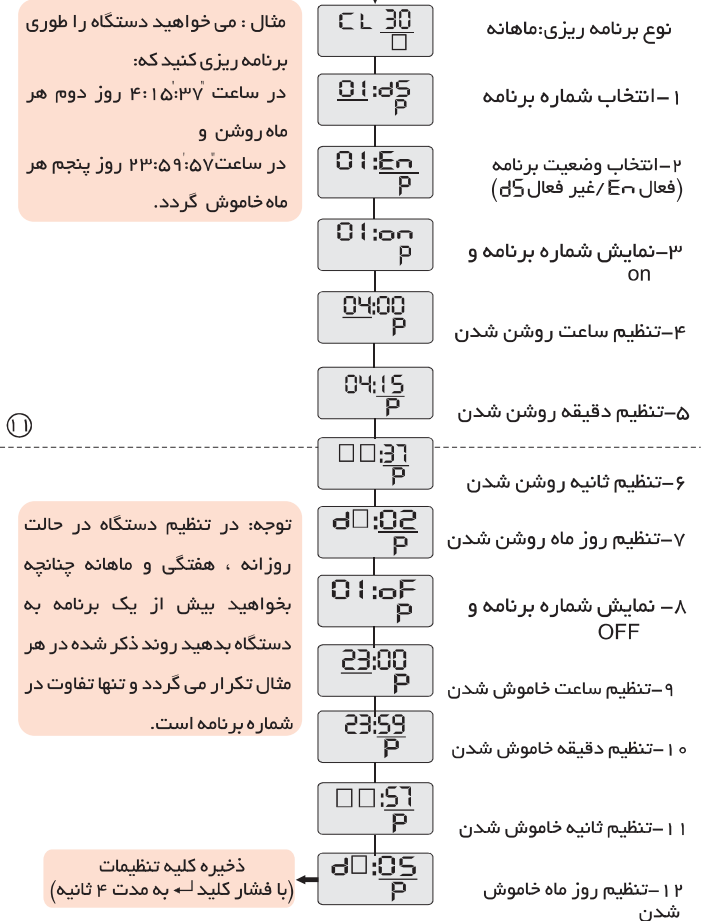 مثال : می خواهید دستگاه را طوری
برنامه ریزی کنید که:
در ساعت ۴:۱۵':۳۷" روز دوم هر
ماه روشن و
در ساعت ۲۳:۵۹':۵۷" روز پنجم هر
ماه خاموش گردد.
CL 30
نوع برنامه ریزی:ماهانه
01:dS
P
۱-انتخاب شماره برنامه
01:En
P
۲-انتخاب وضعیت برنامه
(فعال En/غیر فعال dS)
01:on
P
۳-نمایش شماره برنامه و
on
04:00
P
۴-تنظیم ساعت روشن شدن
04:15
P
۵-تنظیم دقیقه روشن شدن
۱۱
□□:37
P
۶-تنظیم ثانیه روشن شدن
d□:02
P
۷-تنظیم روز ماه روشن شدن
توجه: در تنظیم دستگاه در حالت
روزانه ، هفتگی و ماهانه چنانچه
بخواهید بیش از یک برنامه به
دستگاه بدهید روند ذکر شده در هر
مثال تکرار می گردد و تنها تفاوت در
شماره برنامه است.
01:oF
P
۸- نمایش شماره برنامه و
OFF
23:00
P
۹-تنظیم ساعت خاموش شدن
23:59
P
۱۰-تنظیم دقیقه خاموش شدن
□□:57
P
۱۱-تنظیم ثانیه خاموش شدن
d□:05
P
۱۲-تنظیم روز ماه خاموش
شدن
ذخیره کلیه تنظیمات
(با فشار کلید ↵ به مدت ۴ ثانیه)